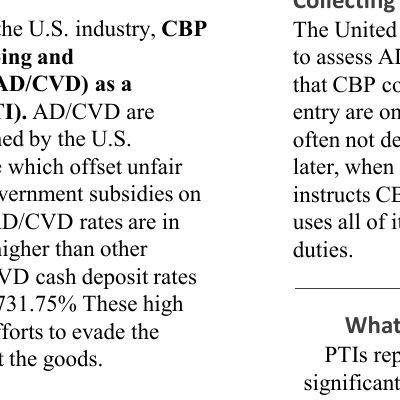 the U.S. industry, CBP
ing and
AD/CVD) as a
TI). AD/CVD are
ned by the U.S.
which offset unfair
vernment subsidies on
AD/CVD rates are in
higher than other
VD cash deposit rates
731.75% These high
fforts to evade the
t the goods.
Collecting
The United
to assess AD
that CBP co
entry are on
often not de
later, when
instructs CB
uses all of it
duties.
What
PTIs rep
significant